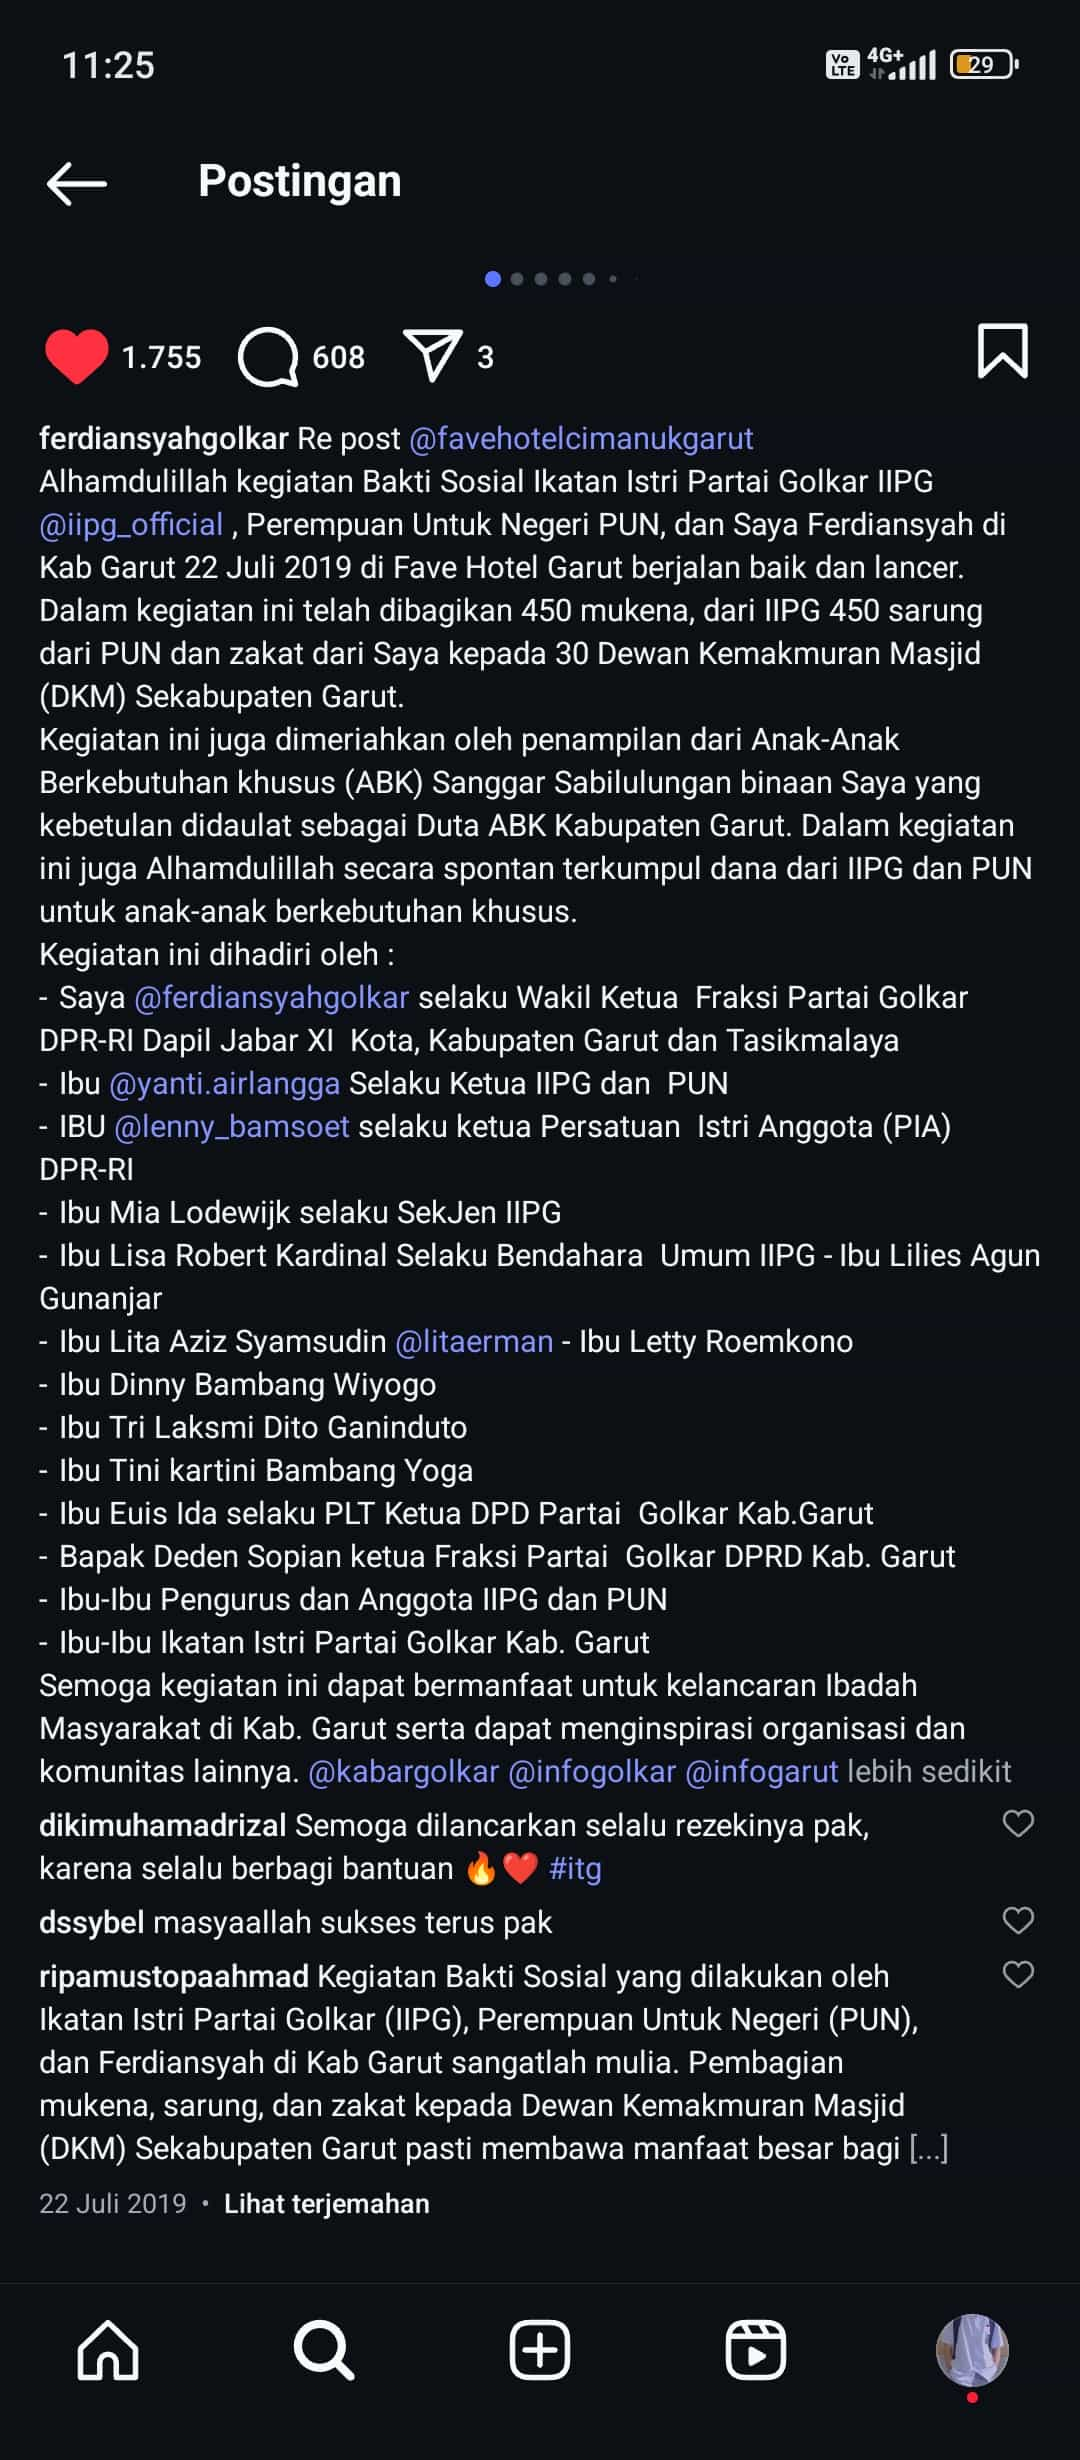 11:25
Vo LTE 4G+ 29
Postingan
1.755 608 3
ferdiansyahgolkar Re post @favehotelcimanukgarut
Alhamdulillah kegiatan Bakti Sosial Ikatan Istri Partai Golkar IIPG
@iipg_official , Perempuan Untuk Negeri PUN, dan Saya Ferdiansyah di
Kab Garut 22 Juli 2019 di Fave Hotel Garut berjalan baik dan lancer.
Dalam kegiatan ini telah dibagikan 450 mukena, dari IIPG 450 sarung
dari PUN dan zakat dari Saya kepada 30 Dewan Kemakmuran Masjid
(DKM) Sekabupaten Garut.
Kegiatan ini juga dimeriahkan oleh penampilan dari Anak-Anak
Berkebutuhan khusus (ABK) Sanggar Sabilulungan binaan Saya yang
kebetulan didaulat sebagai Duta ABK Kabupaten Garut. Dalam kegiatan
ini juga Alhamdulillah secara spontan terkumpul dana dari IIPG dan PUN
untuk anak-anak berkebutuhan khusus.
Kegiatan ini dihadiri oleh :
- Saya @ferdiansyahgolkar selaku Wakil Ketua  Fraksi Partai Golkar
DPR-RI Dapil Jabar XI  Kota, Kabupaten Garut dan Tasikmalaya
- Ibu @yanti.airlangga Selaku Ketua IIPG dan  PUN
- IBU @lenny_bamsoet selaku ketua Persatuan  Istri Anggota (PIA)
DPR-RI
- Ibu Mia Lodewijk selaku SekJen IIPG
- Ibu Lisa Robert Kardinal Selaku Bendahara  Umum IIPG - Ibu Lilies Agun
Gunanjar
- Ibu Lita Aziz Syamsudin @litaerman - Ibu Letty Roemkono
- Ibu Dinny Bambang Wiyogo
- Ibu Tri Laksmi Dito Ganinduto
- Ibu Tini kartini Bambang Yoga
- Ibu Euis Ida selaku PLT Ketua DPD Partai  Golkar Kab.Garut
- Bapak Deden Sopian ketua Fraksi Partai  Golkar DPRD Kab. Garut
- Ibu-Ibu Pengurus dan Anggota IIPG dan PUN
- Ibu-Ibu Ikatan Istri Partai Golkar Kab. Garut
Semoga kegiatan ini dapat bermanfaat untuk kelancaran Ibadah
Masyarakat di Kab. Garut serta dapat menginspirasi organisasi dan
komunitas lainnya. @kabargolkar @infogolkar @infogarut lebih sedikit
dikimuhamadrizal Semoga dilancarkan selalu rezekinya pak,
karena selalu berbagi bantuan 🔥❤️ #itg
dssybel masyaallah sukses terus pak
ripamustopaahmad Kegiatan Bakti Sosial yang dilakukan oleh
Ikatan Istri Partai Golkar (IIPG), Perempuan Untuk Negeri (PUN),
dan Ferdiansyah di Kab Garut sangatlah mulia. Pembagian
mukena, sarung, dan zakat kepada Dewan Kemakmuran Masjid
(DKM) Sekabupaten Garut pasti membawa manfaat besar bagi [...]
22 Juli 2019 • Lihat terjemahan